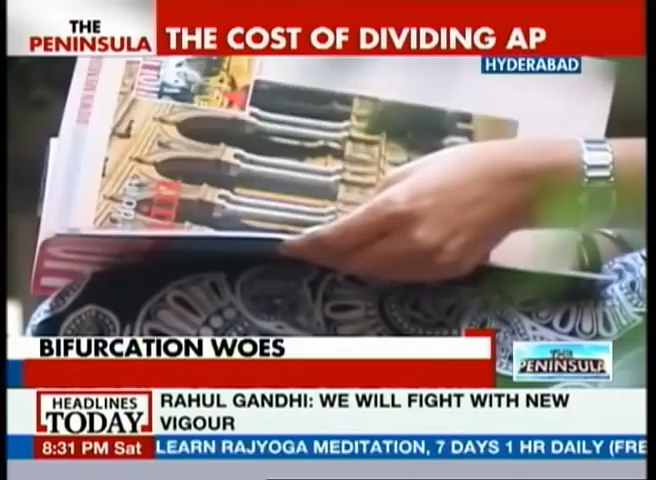 THE
PENINSULA
THE COST OF DIVIDING AP
HYDERABAD
BIFURCATION WOES
THE
PENINSULA
HEADLINES
TODAY
RAHUL GANDHI: WE WILL FIGHT WITH NEW
VIGOUR
8:31 PM Sat
LEARN RAJYOGA MEDITATION, 7 DAYS 1 HR DAILY (FRE